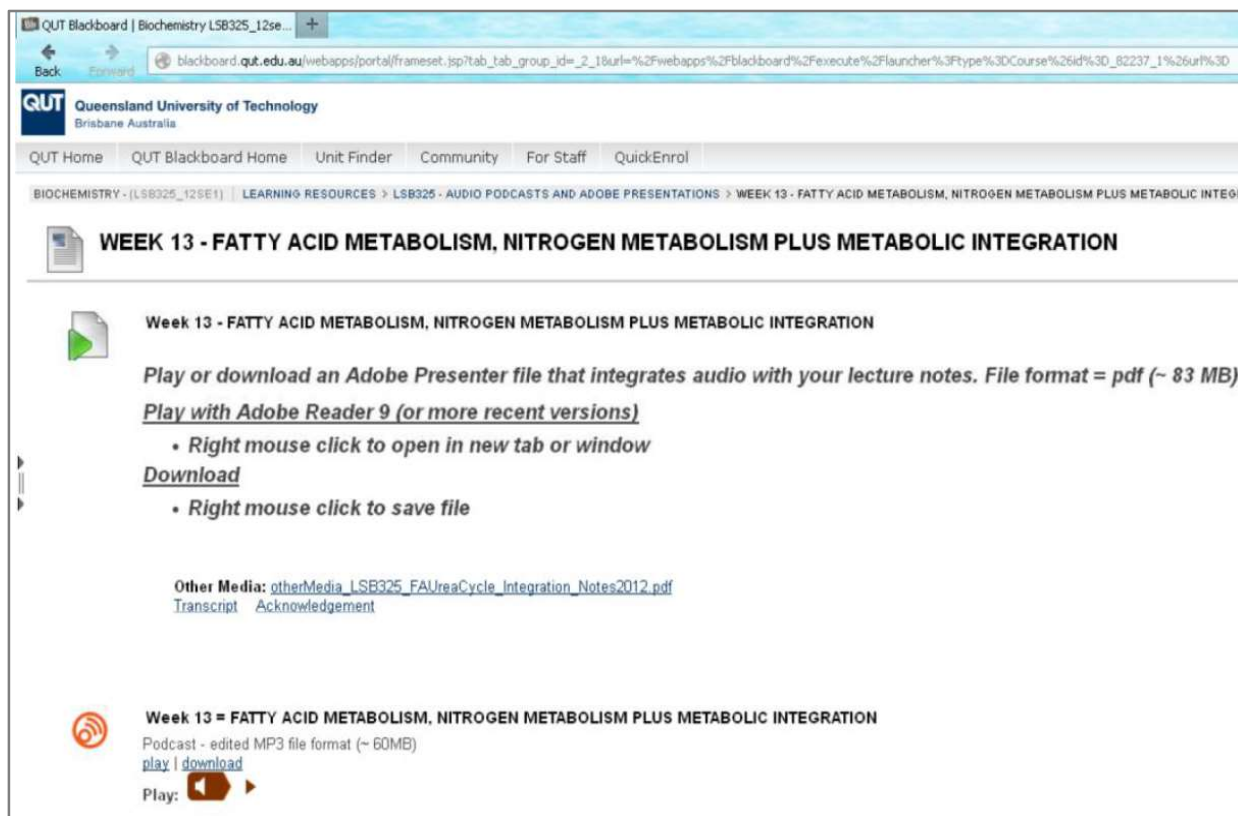 QUT Blackboard | Biochemistry LSB325_12se...
Back Forward blackboard.qut.edu.au/webapps/portal/frameset.jsp?tab_tab_group_id=_2_1&url=%2Fwebapps%2Fblackboard%2Fexecute%2Flauncher%3Ftype%3DCourse%26id%3D_82237_1%26url%3D
QUT Queensland University of Technology
Brisbane Australia
QUT Home QUT Blackboard Home Unit Finder Community For Staff QuickEnrol
BIOCHEMISTRY - (LSB325_12SE1) LEARNING RESOURCES > LSB325 - AUDIO PODCASTS AND ADOBE PRESENTATIONS > WEEK 13 - FATTY ACID METABOLISM, NITROGEN METABOLISM PLUS METABOLIC INTEG
WEEK 13 - FATTY ACID METABOLISM, NITROGEN METABOLISM PLUS METABOLIC INTEGRATION
Week 13 - FATTY ACID METABOLISM, NITROGEN METABOLISM PLUS METABOLIC INTEGRATION
Play or download an Adobe Presenter file that integrates audio with your lecture notes. File format = pdf (~ 83 MB)
Play with Adobe Reader 9 (or more recent versions)
• Right mouse click to open in new tab or window
Download
• Right mouse click to save file
Other Media: otherMedia_LSB325_FAUreaCycle_Integration_Notes2012.pdf
Transcript Acknowledgement
Week 13 = FATTY ACID METABOLISM, NITROGEN METABOLISM PLUS METABOLIC INTEGRATION
Podcast - edited MP3 file format (~ 60MB)
play | download
Play: